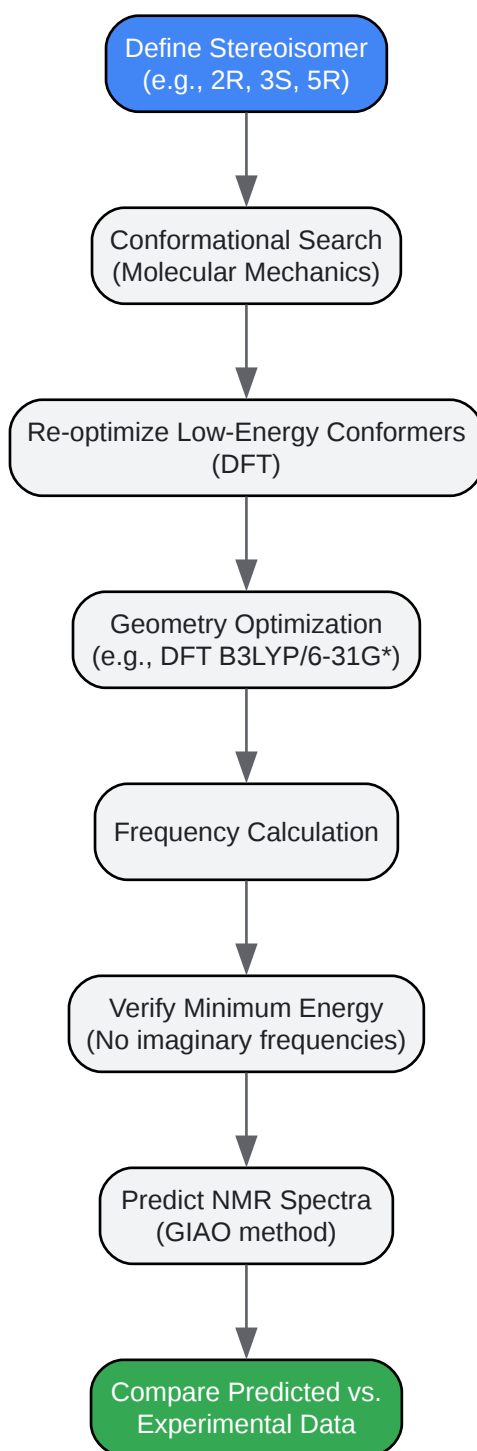 Define Stereoisomer
(e.g., 2R, 3S, 5R)
Conformational Search
(Molecular Mechanics)
Re-optimize Low-Energy Conformers
(DFT)
Geometry Optimization
(e.g., DFT B3LYP/6-31G*)
Frequency Calculation
Verify Minimum Energy
(No imaginary frequencies)
Predict NMR Spectra
(GIAO method)
Compare Predicted vs.
Experimental Data